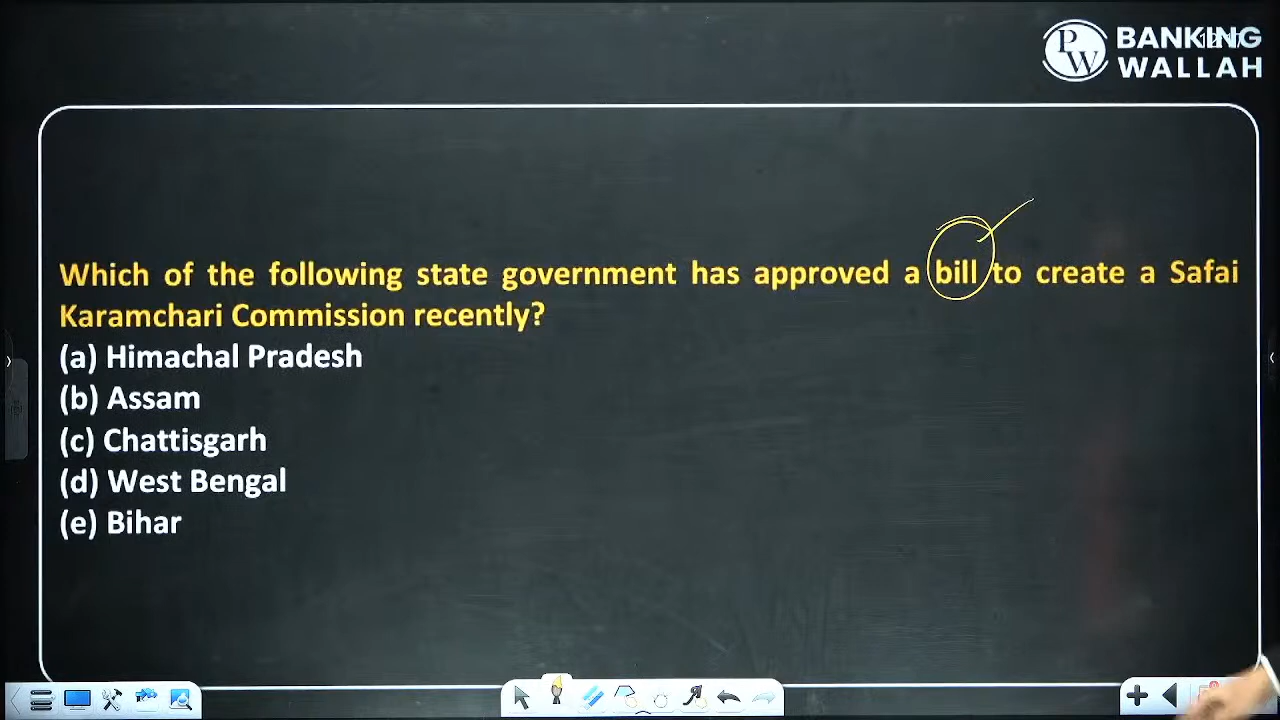 BANKING
WALLAH
PW
Which of the following state government has approved a bill to create a Safai
Karamchari Commission recently?
(a) Himachal Pradesh
(b) Assam
(c) Chattisgarh
(d) West Bengal
(e) Bihar